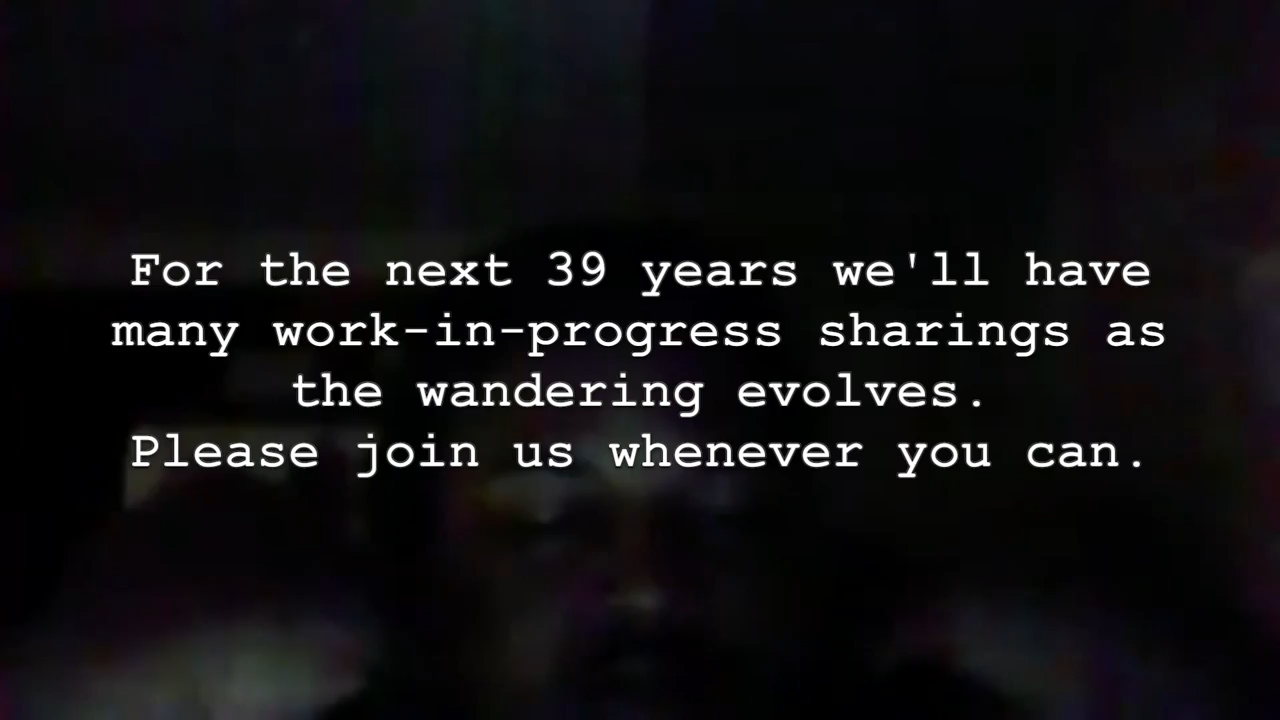 For the next 39 years we'll have
many work-in-progress sharings as
the wandering evolves.
Please join us whenever you can.